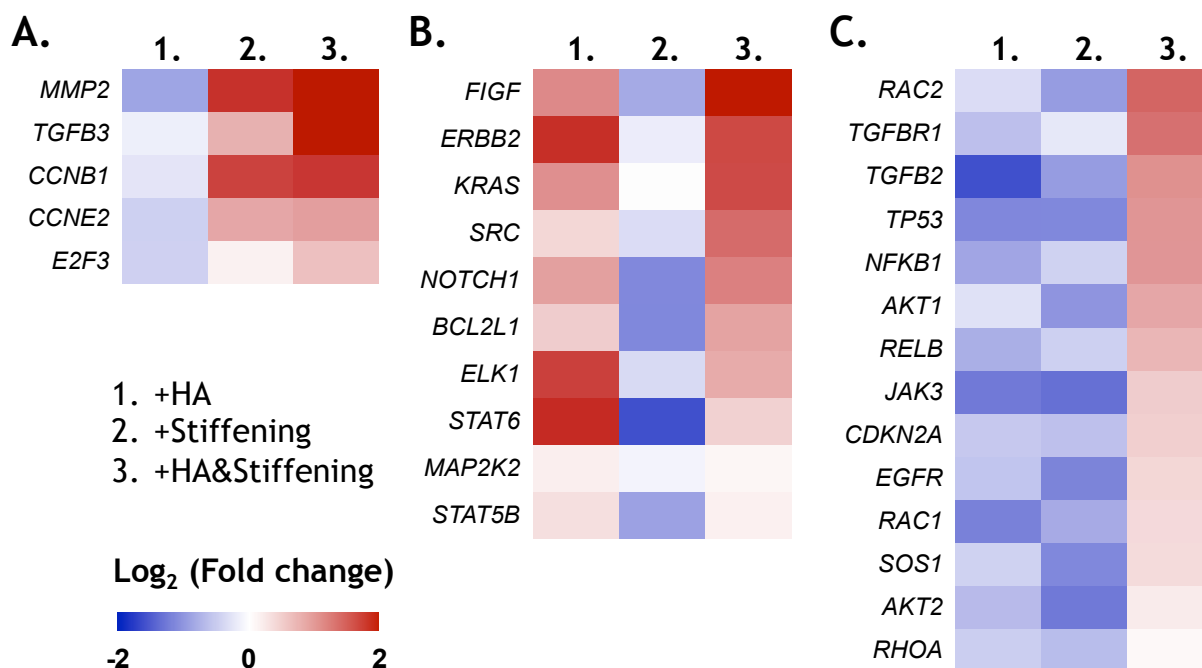 A.
1. 2. 3.
MMP2
TGFB3
CCNB1
CCNE2
E2F3
1. +HA
2. +Stiffening
3. +HA&Stiffening
Log₂ (Fold change)
-2 0 2
B.
1. 2. 3.
FIGF
ERBB2
KRAS
SRC
NOTCH1
BCL2L1
ELK1
STAT6
MAP2K2
STAT5B
C.
1. 2. 3.
RAC2
TGFBR1
TGFB2
TP53
NFKB1
AKT1
RELB
JAK3
CDKN2A
EGFR
RAC1
SOS1
AKT2
RHOA